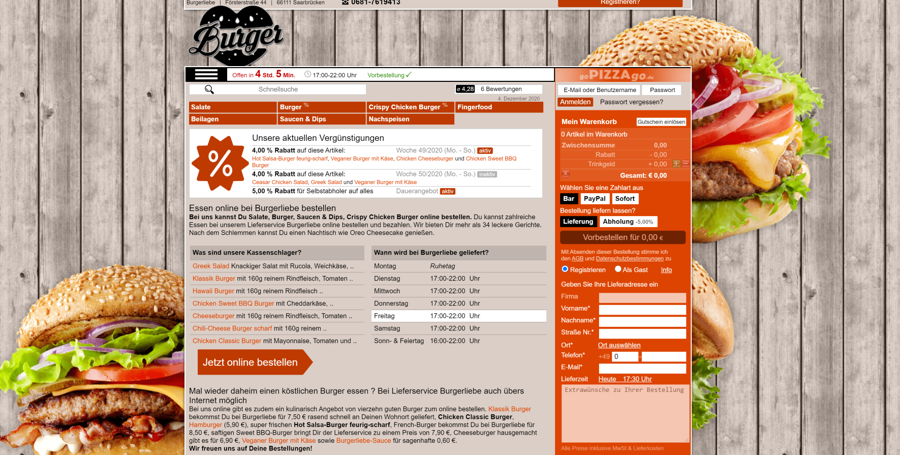 Burgerliebe | Försterstraße 44 | 66111 Saarbrücken
0681-7619413
Registrieren?
Burger
Offen in 4 Std. 5 Min.
17:00-22:00 Uhr
Vorbestellung
goPIZZAgo.de
Schnellsuche
ø 4,28
6 Bewertungen
4. Dezember 2020
E-Mail oder Benutzername
Passwort
Anmelden
Passwort vergessen?
Salate
Burger
Crispy Chicken Burger
Fingerfood
Beilagen
Saucen & Dips
Nachspeisen
Unsere aktuellen Vergünstigungen
%
4,00 % Rabatt auf diese Artikel:
Woche 49/2020 (Mo. - So.) aktiv
Hot Salsa-Burger feurig-scharf, Veganer Burger mit Käse, Chicken Cheeseburger und Chicken Sweet BBQ
Burger
4,00 % Rabatt auf diese Artikel:
Woche 50/2020 (Mo. - So.) inaktiv
Caesar Chicken Salad, Greek Salad und Veganer Burger mit Käse
5,00 % Rabatt für Selbstabholer auf alles
Dauerangebot aktiv
Essen online bei Burgerliebe bestellen
Bei uns kannst Du Salate, Burger, Saucen & Dips, Crispy Chicken Burger online bestellen. Du kannst zahlreiche
Essen bei unserem Lieferservice Burgerliebe online bestellen und bezahlen. Wir bieten Dir mehr als 34 leckere Gerichte.
Nach dem Schlemmen kannst Du einen Nachtisch wie Oreo Cheesecake genießen.
Was sind unsere Kassenschlager?
Greek Salad Knackiger Salat mit Rucola, Weichkäse, ..
Klassik Burger mit 160g reinem Rindfleisch, Tomaten ..
Hawaii Burger mit 160g reinem Rindfleisch ..
Chicken Sweet BBQ Burger mit Cheddarkäse, ..
Cheeseburger mit 160g reinem Rindfleisch, Tomaten ..
Chili-Cheese Burger scharf mit 160g reinem ..
Chicken Classic Burger mit Mayonnaise, Tomaten und ..
Wann wird bei Burgerliebe geliefert?
Montag Ruhetag
Dienstag 17:00-22:00 Uhr
Mittwoch 17:00-22:00 Uhr
Donnerstag 17:00-22:00 Uhr
Freitag 17:00-22:00 Uhr
Samstag 17:00-22:00 Uhr
Sonn- & Feiertag 16:00-22:00 Uhr
Jetzt online bestellen
Mal wieder daheim einen köstlichen Burger essen ? Bei Lieferservice Burgerliebe auch übers
Internet möglich
Bei uns online gibt es zudem ein kulinarisch Angebot von vierzehn guten Burger zum online bestellen. Klassik Burger
bekommst Du bei Burgerliebe für 7,50 € rasend schnell an Deinen Wohnort geliefert, Chicken Classic Burger,
Hamburger (5,90 €), super frischen Hot Salsa-Burger feurig-scharf, French-Burger bekommst Du bei Burgerliebe für
8,50 €, saftigen Sweet BBQ-Burger bringt Dir der Lieferservice zu einem Preis von 7,90 €, Cheeseburger hausgemacht
gibt es für 6,90 €, Veganer Burger mit Käse sowie Burgerliebe-Sauce für sagenhafte 0,60 €.
Wir freuen uns auf Deine Bestellungen!
Mein Warenkorb
Gutschein einlösen
0 Artikel im Warenkorb
Zwischensumme 0,00
Rabatt - 0,00
Trinkgeld + 0,00
Gesamt: € 0,00
Wählen Sie eine Zahlart aus
Bar
PayPal
Sofort
Bestellung liefern lassen?
Lieferung
Abholung -5,00%
Vorbestellen für 0,00 €
Mit Absenden dieser Bestellung stimme ich
den AGB und Datenschutzbestimmungen zu
Registrieren
Als Gast
Info
Geben Sie Ihre Lieferadresse ein
Firma
Vorname*
Nachname*
Straße Nr.*
Ort* Ort auswählen
Telefon* +49 0 -
E-Mail*
Lieferzeit Heute 17:30 Uhr
Extrawünsche zu Ihrer Bestellung
Alle Preise inklusive MwSt & Lieferkosten